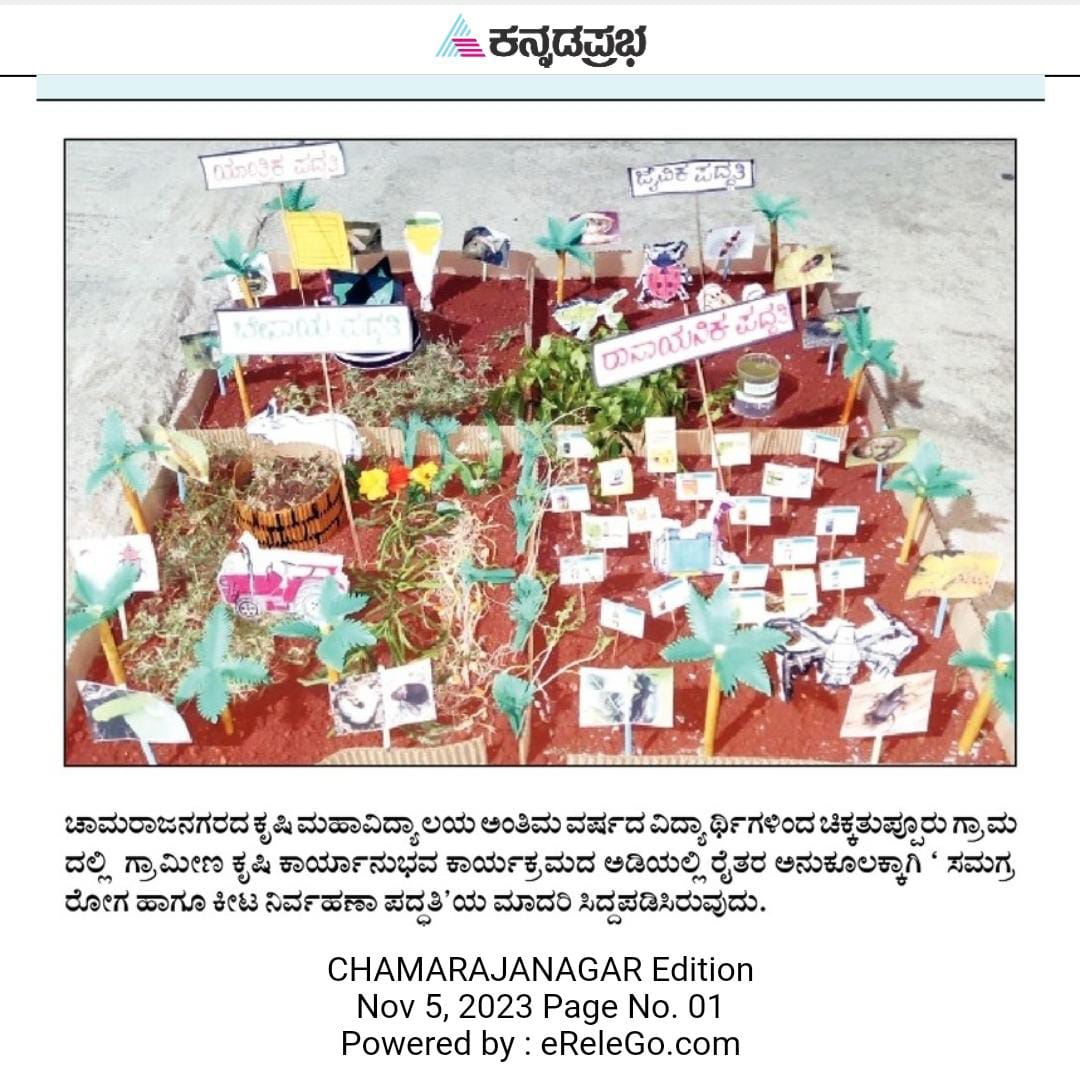 ಕನ್ನಡಪ್ರಭ
ಯಾಂತ್ರಿಕ ಪದ್ಧತಿ
ಜೈವಿಕ ಪದ್ಧತಿ
ಬೇಸಾಯ ಪದ್ಧತಿ
ರಾಸಾಯನಿಕ ಪದ್ಧತಿ
ಚಾಮರಾಜನಗರದ ಕೃಷಿ ಮಹಾವಿದ್ಯಾಲಯ ಅಂತಿಮ ವರ್ಷದ ವಿದ್ಯಾರ್ಥಿಗಳಿಂದ ಚಿಕ್ಕತುಪ್ಪೂರು ಗ್ರಾಮ
ದಲ್ಲಿ ಗ್ರಾಮೀಣ ಕೃಷಿ ಕಾರ್ಯಾನುಭವ ಕಾರ್ಯಕ್ರಮದ ಅಡಿಯಲ್ಲಿ ರೈತರ ಅನುಕೂಲಕ್ಕಾಗಿ ‘ ಸಮಗ್ರ
ರೋಗ ಹಾಗೂ ಕೀಟ ನಿರ್ವಹಣಾ ಪದ್ಧತಿ’ಯ ಮಾದರಿ ಸಿದ್ದಪಡಿಸಿರುವುದು.
CHAMARAJANAGAR Edition
Nov 5, 2023 Page No. 01
Powered by : eReleGo.com